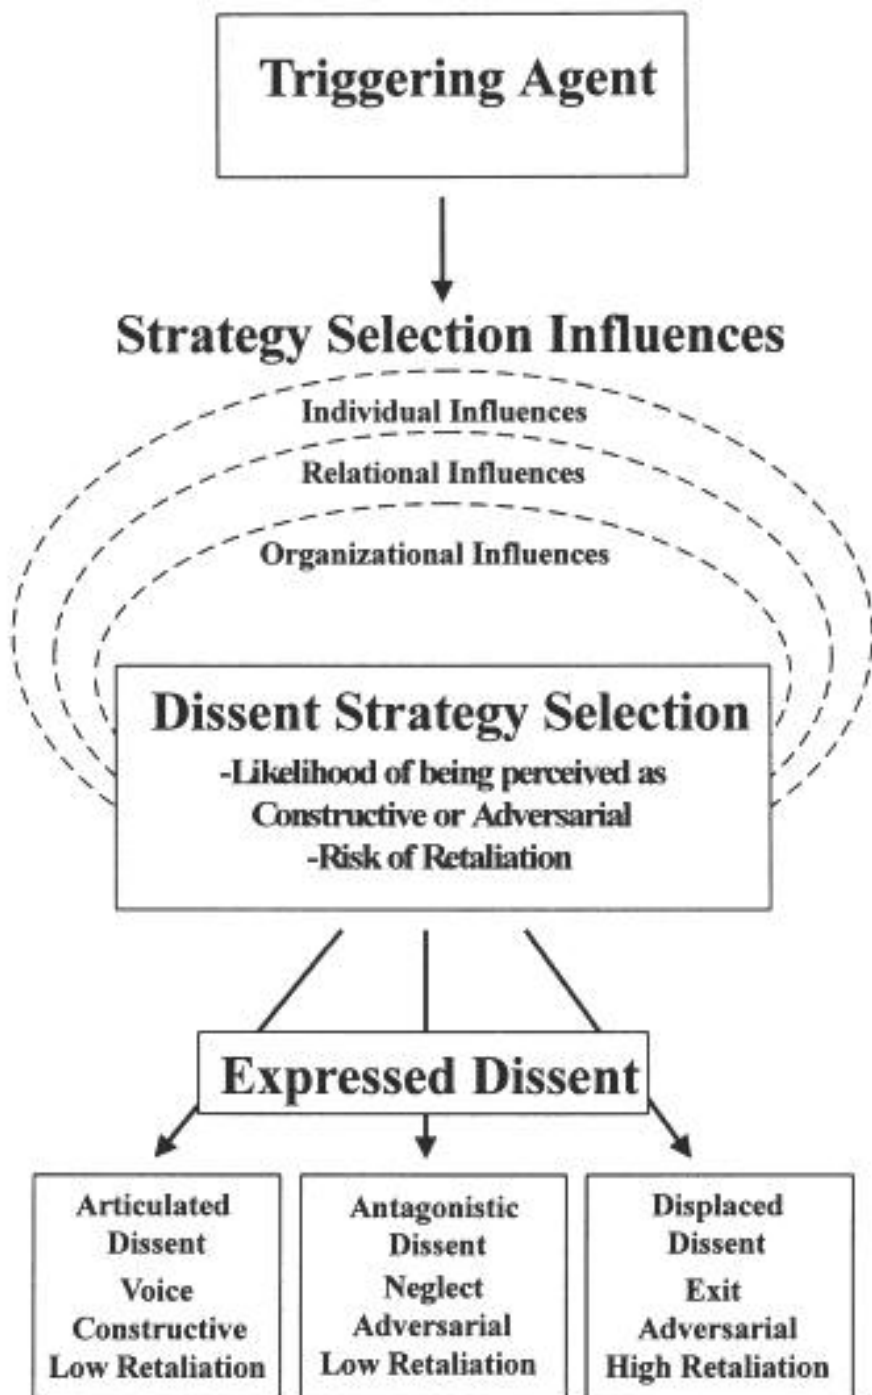 Triggering Agent
Strategy Selection Influences
Individual Influences
Relational Influences
Organizational Influences
Dissent Strategy Selection
-Likelihood of being perceived as
Constructive or Adversarial
-Risk of Retaliation
Expressed Dissent
Articulated
Dissent
Voice
Constructive
Low Retaliation
Antagonistic
Dissent
Neglect
Adversarial
Low Retaliation
Displaced
Dissent
Exit
Adversarial
High Retaliation